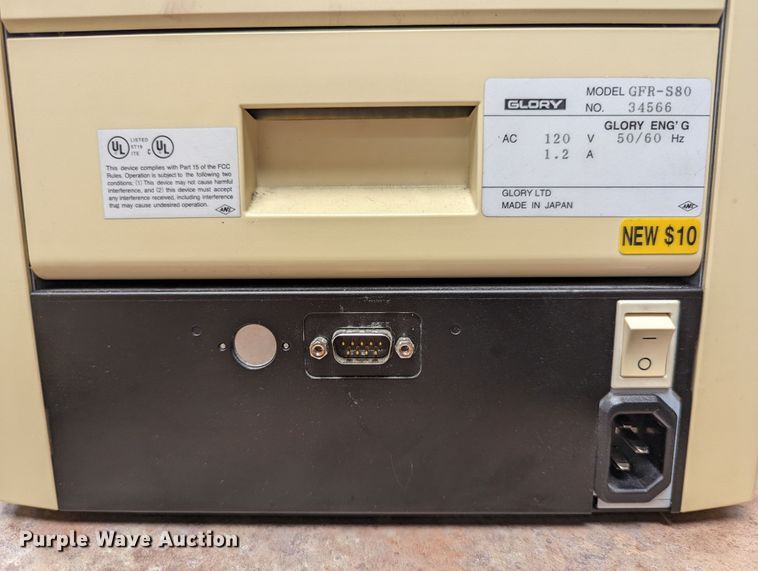 UL LISTED c UL
5T19
ITE
This device complies with Part 15 of the FCC
Rules. Operation is subject to the following two
conditions; (1) This device may not cause harmful
interference, and (2) this device must accept
any interference received, including interference
that may cause undesired operation.
GLORY MODEL GFR-S80
NO. 34566
GLORY ENG'G
AC 120 V 50/60 Hz
1.2 A
GLORY LTD
MADE IN JAPAN
NEW $10
Purple Wave Auction